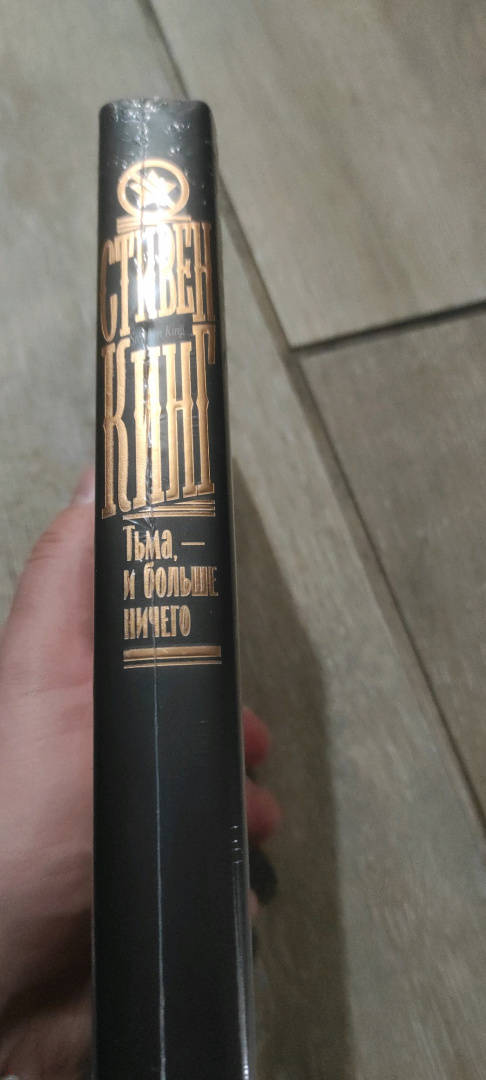 СТИВЕН
КИНГ
Тьма, —
и больше
ничего